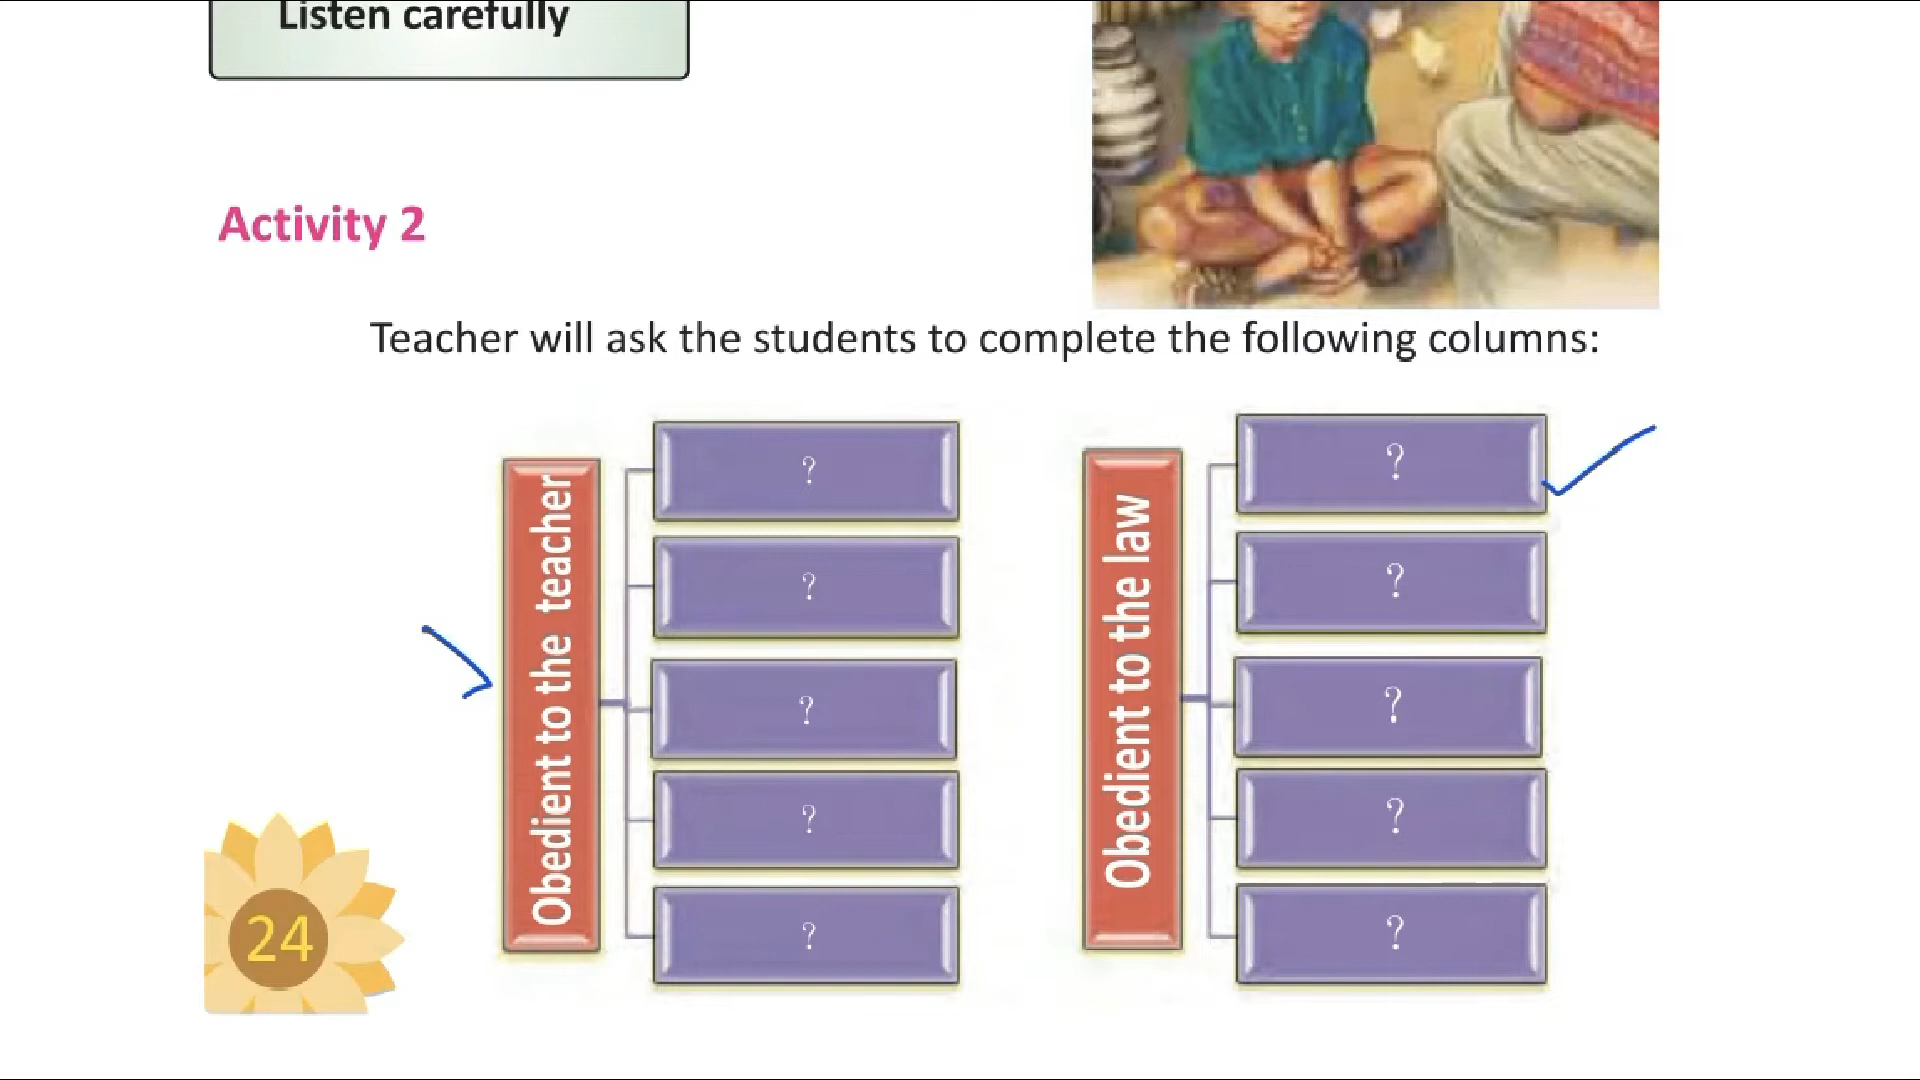 Listen carefully
Activity 2
Teacher will ask the students to complete the following columns:
Obedient to the teacher
?
?
?
?
?
Obedient to the law
?
?
?
?
?
24